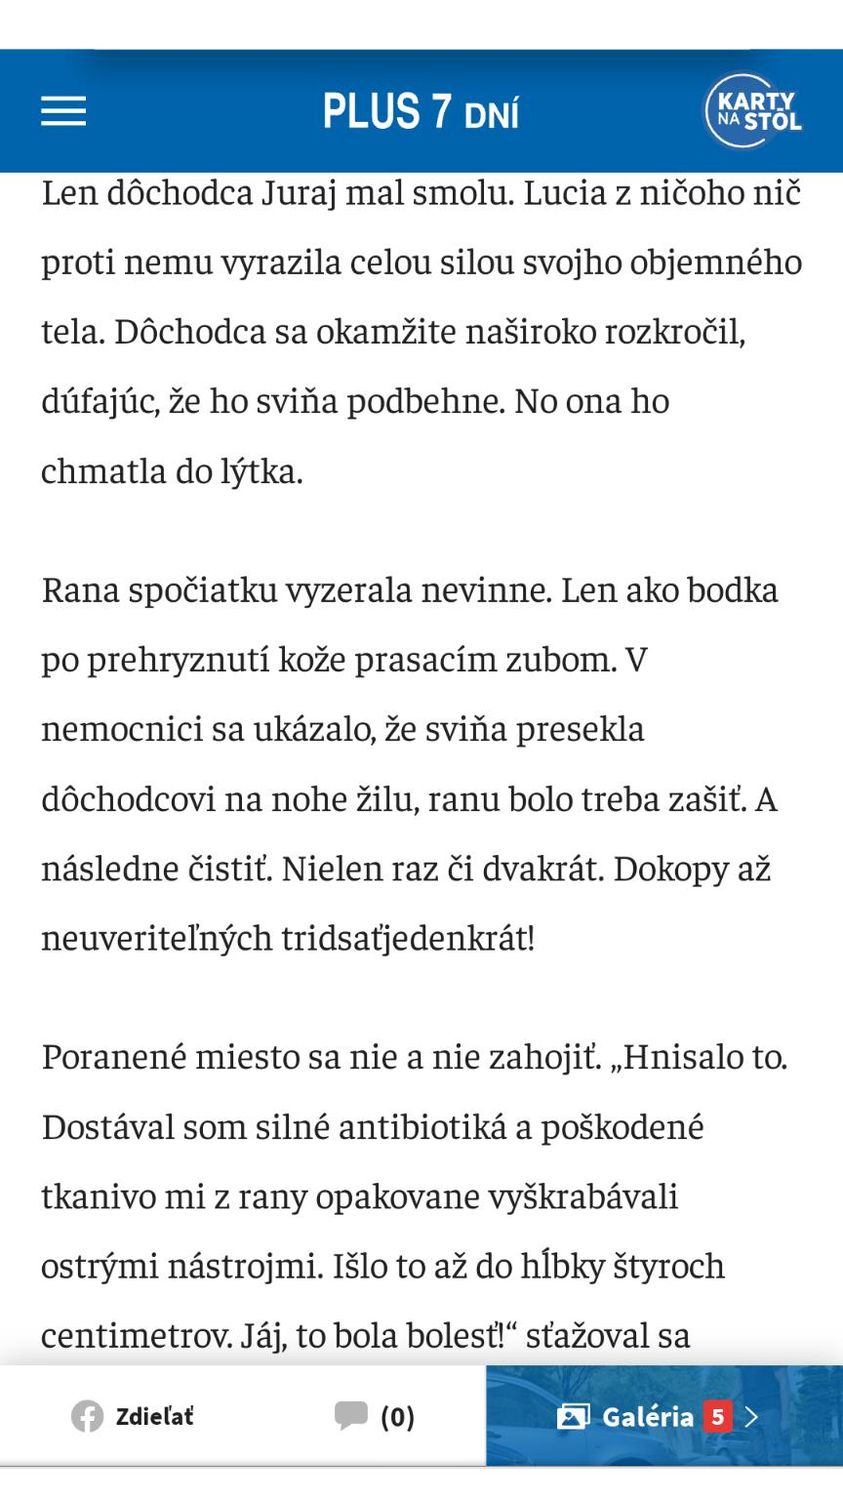 PLUS 7 DNÍ
KARTY
NA STÔL
Len dôchodca Juraj mal smolu. Lucia z ničoho nič
proti nemu vyrazila celou silou svojho objemného
tela. Dôchodca sa okamžite naširoko rozkročil,
dúfajúc, že ho sviňa podbehne. No ona ho
chmatla do lýtka.
Rana spočiatku vyzerala nevinne. Len ako bodka
po prehryznutí kože prasacím zubom. V
nemocnici sa ukázalo, že sviňa presekla
dôchodcovi na nohe žilu, ranu bolo treba zašiť. A
následne čistiť. Nielen raz či dvakrát. Dokopy až
neuveriteľných tridsaťjedenkrát!
Poranené miesto sa nie a nie zahojiť. „Hnisalo to.
Dostával som silné antibiotiká a poškodené
tkanivo mi z rany opakovane vyškrabávali
ostrými nástrojmi. Išlo to až do hĺbky štyroch
centimetrov. Jáj, to bola bolesť!“ sťažoval sa
Zdieľať (0) Galéria 5